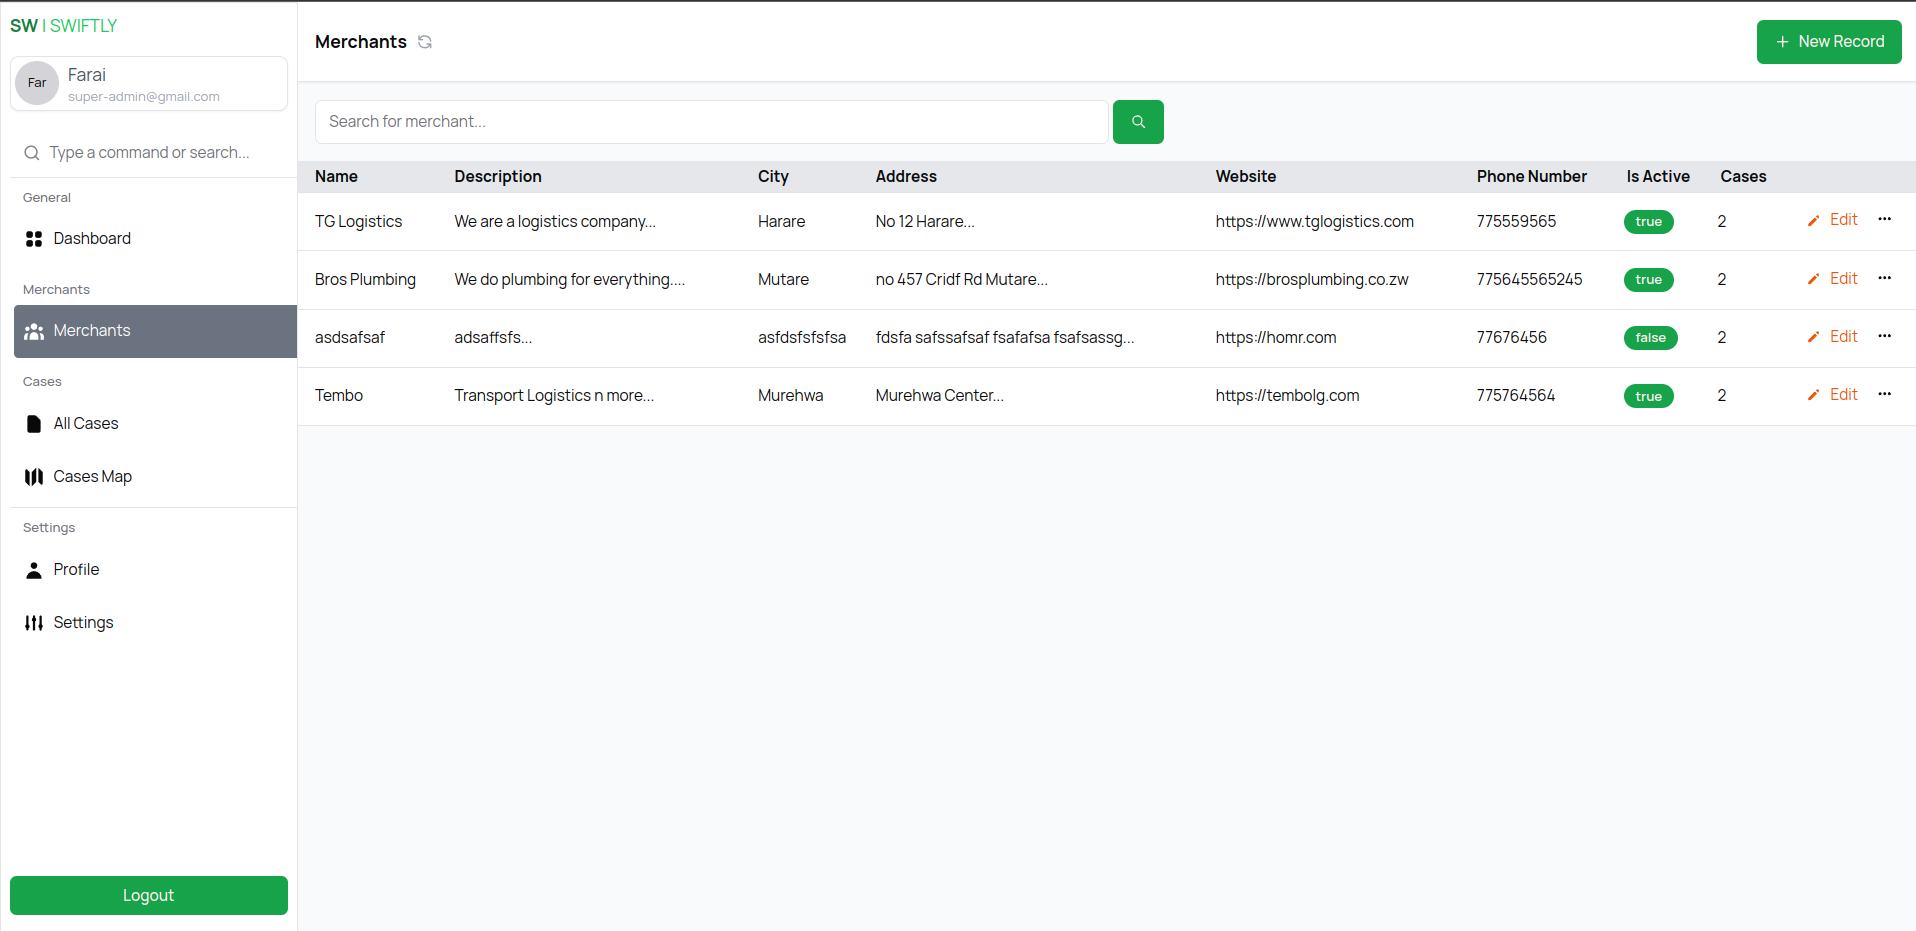 SW | SWIFTLY
Far
Farai
super-admin@gmail.com
Type a command or search...
General
Dashboard
Merchants
Merchants
Cases
All Cases
Cases Map
Settings
Profile
Settings
Logout
Merchants
+ New Record
Search for merchant...
Name Description City Address Website Phone Number Is Active Cases
TG Logistics We are a logistics company... Harare No 12 Harare... https://www.tglogistics.com 775559565 true 2 Edit ...
Bros Plumbing We do plumbing for everything.... Mutare no 457 Cridf Rd Mutare... https://brosplumbing.co.zw 775645565245 true 2 Edit ...
asdsafsaf adsaffsfs... asfdsfsfsfsa fdsfa safssafsaf fsafafsa fsafsassg... https://homr.com 77676456 false 2 Edit ...
Tembo Transport Logistics n more... Murehwa Murehwa Center... https://tembolg.com 775764564 true 2 Edit ...